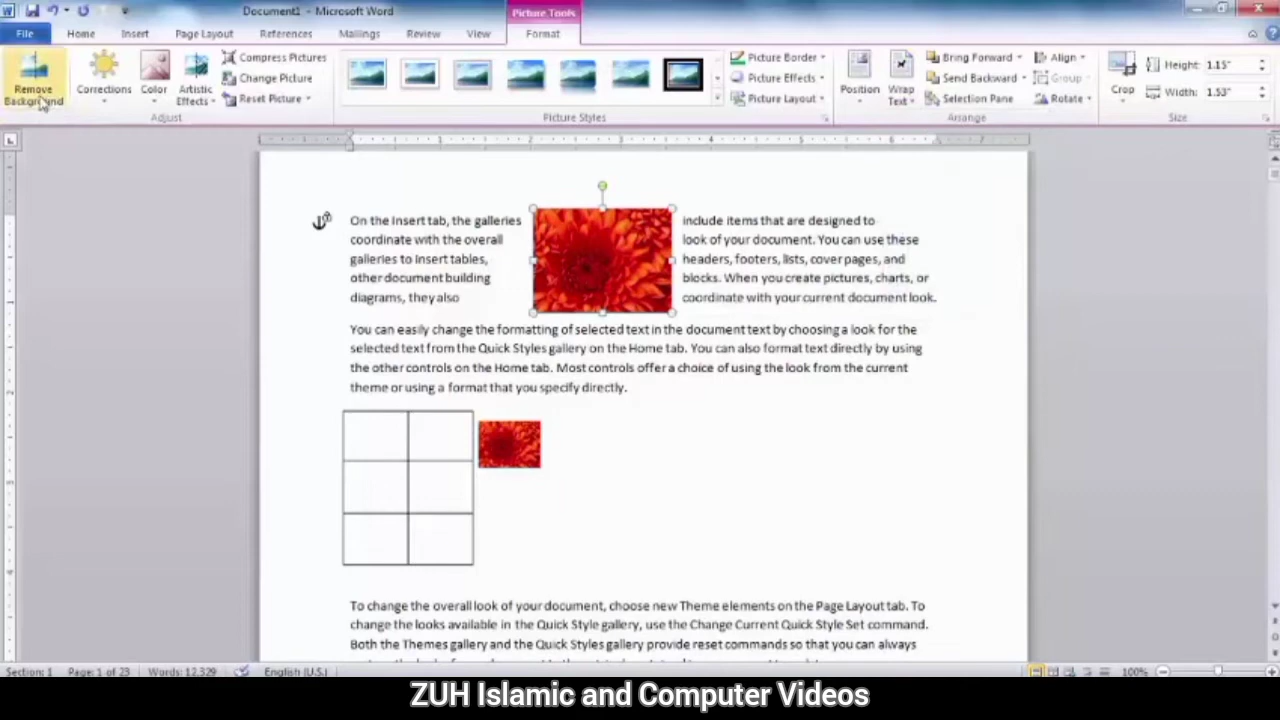 Document1 - Microsoft Word
Picture Tools
File Home Insert Page Layout References Mailings Review View Format
Remove Background
Corrections
Color
Artistic Effects
Compress Pictures
Change Picture
Reset Picture
Adjust
Picture Styles
Picture Border
Picture Effects
Picture Layout
Position
Wrap Text
Bring Forward
Send Backward
Selection Pane
Align
Group
Rotate
Arrange
Crop
Height: 1.15"
Width: 1.53"
Size
On the Insert tab, the galleries include items that are designed to
coordinate with the overall look of your document. You can use these
galleries to insert tables, headers, footers, lists, cover pages, and
other document building blocks. When you create pictures, charts, or
diagrams, they also coordinate with your current document look.
You can easily change the formatting of selected text in the document text by choosing a look for the
selected text from the Quick Styles gallery on the Home tab. You can also format text directly by using
the other controls on the Home tab. Most controls offer a choice of using the look from the current
theme or using a format that you specify directly.
To change the overall look of your document, choose new Theme elements on the Page Layout tab. To
change the looks available in the Quick Style gallery, use the Change Current Quick Style Set command.
Both the Themes gallery and the Quick Styles gallery provide reset commands so that you can always
Section: 1 Page: 1 of 23 Words: 12,329 English (U.S.) 100%
ZUH Islamic and Computer Videos